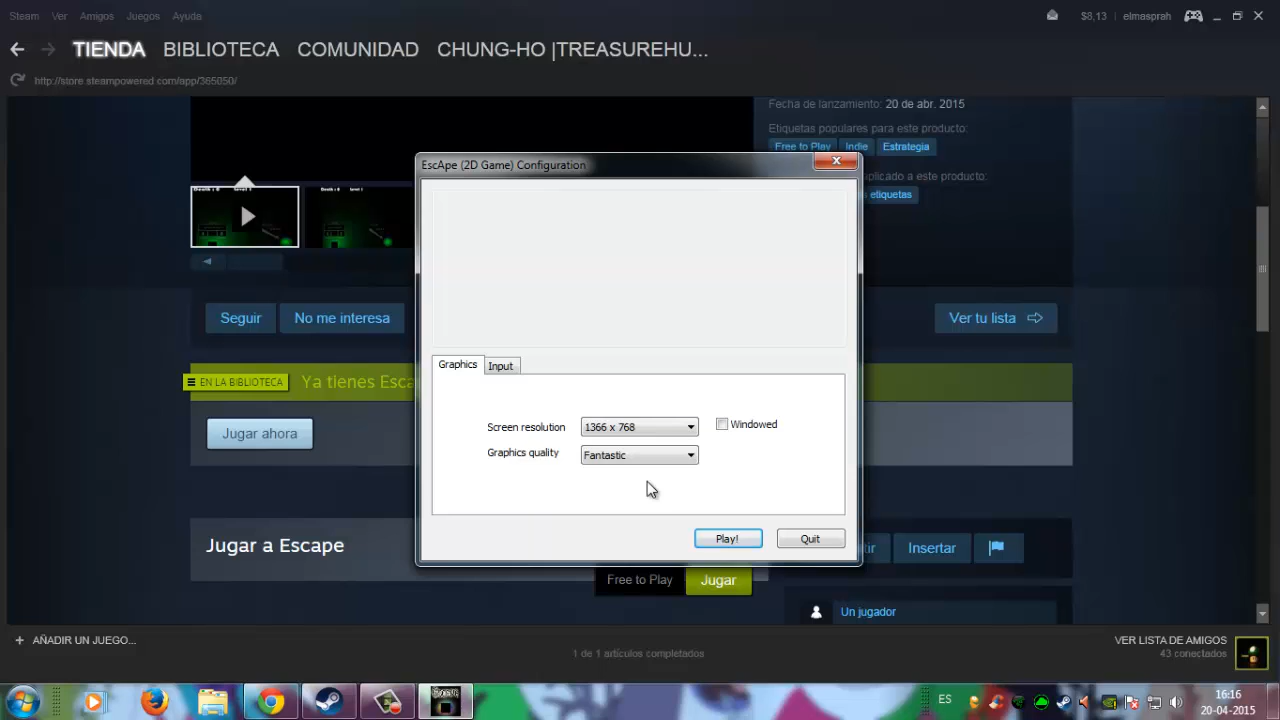 Steam Ver Amigos Juegos Ayuda $8,13 elmasprah
TIENDA BIBLIOTECA COMUNIDAD CHUNG-HO |TREASUREHU...
http://store.steampowered.com/app/365050/
Fecha de lanzamiento: 20 de abr. 2015
Etiquetas populares para este producto:
Free to Play Indie Estrategia
EscApe (2D Game) Configuration
etiquetas
Seguir No me interesa Ver tu lista
Graphics Input
EN LA BIBLIOTECA Ya tienes Esca
Screen resolution 1366 x 768 Windowed
Jugar ahora
Graphics quality Fantastic
Play! Quit
Jugar a Escape Insertar
Free to Play Jugar
Un jugador
+ AÑADIR UN JUEGO... VER LISTA DE AMIGOS
1 de 1 artículos completados 43 conectados
ES 16:16
20-04-2015